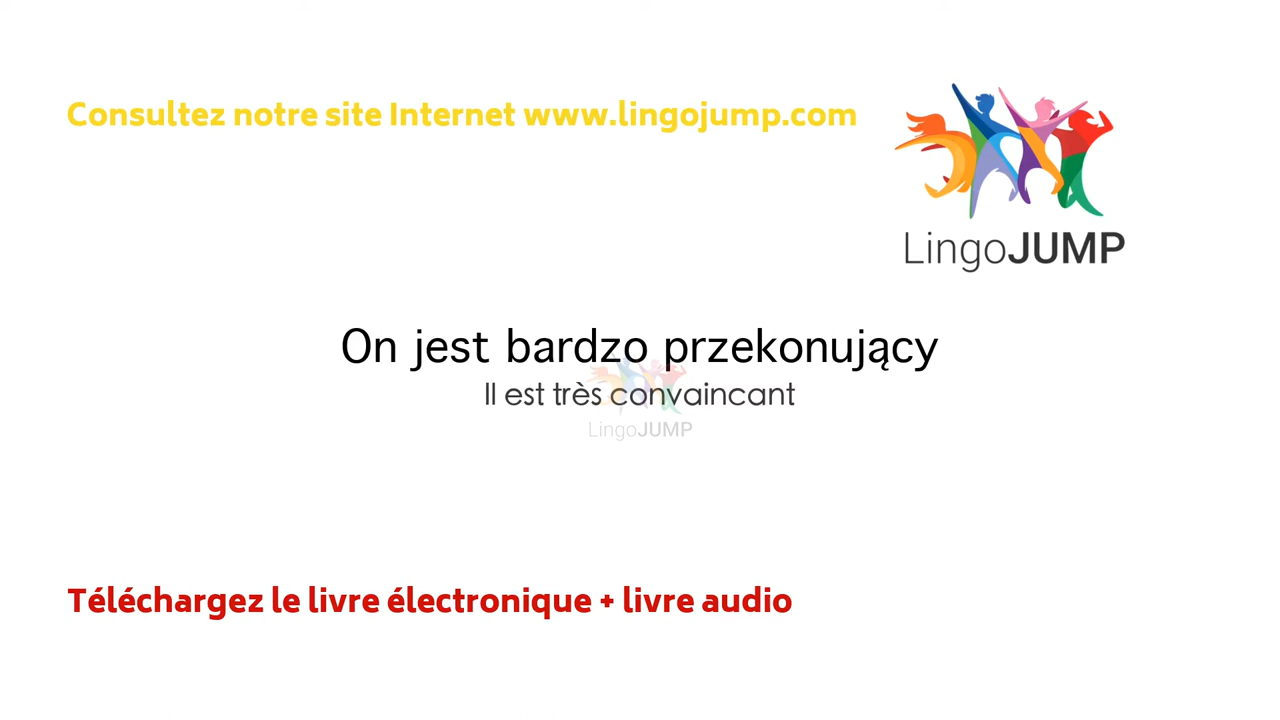 Consultez notre site Internet www.lingojump.com
LingoJUMP
On jest bardzo przekonujący
Il est très convaincant
LingoJUMP
Téléchargez le livre électronique + livre audio